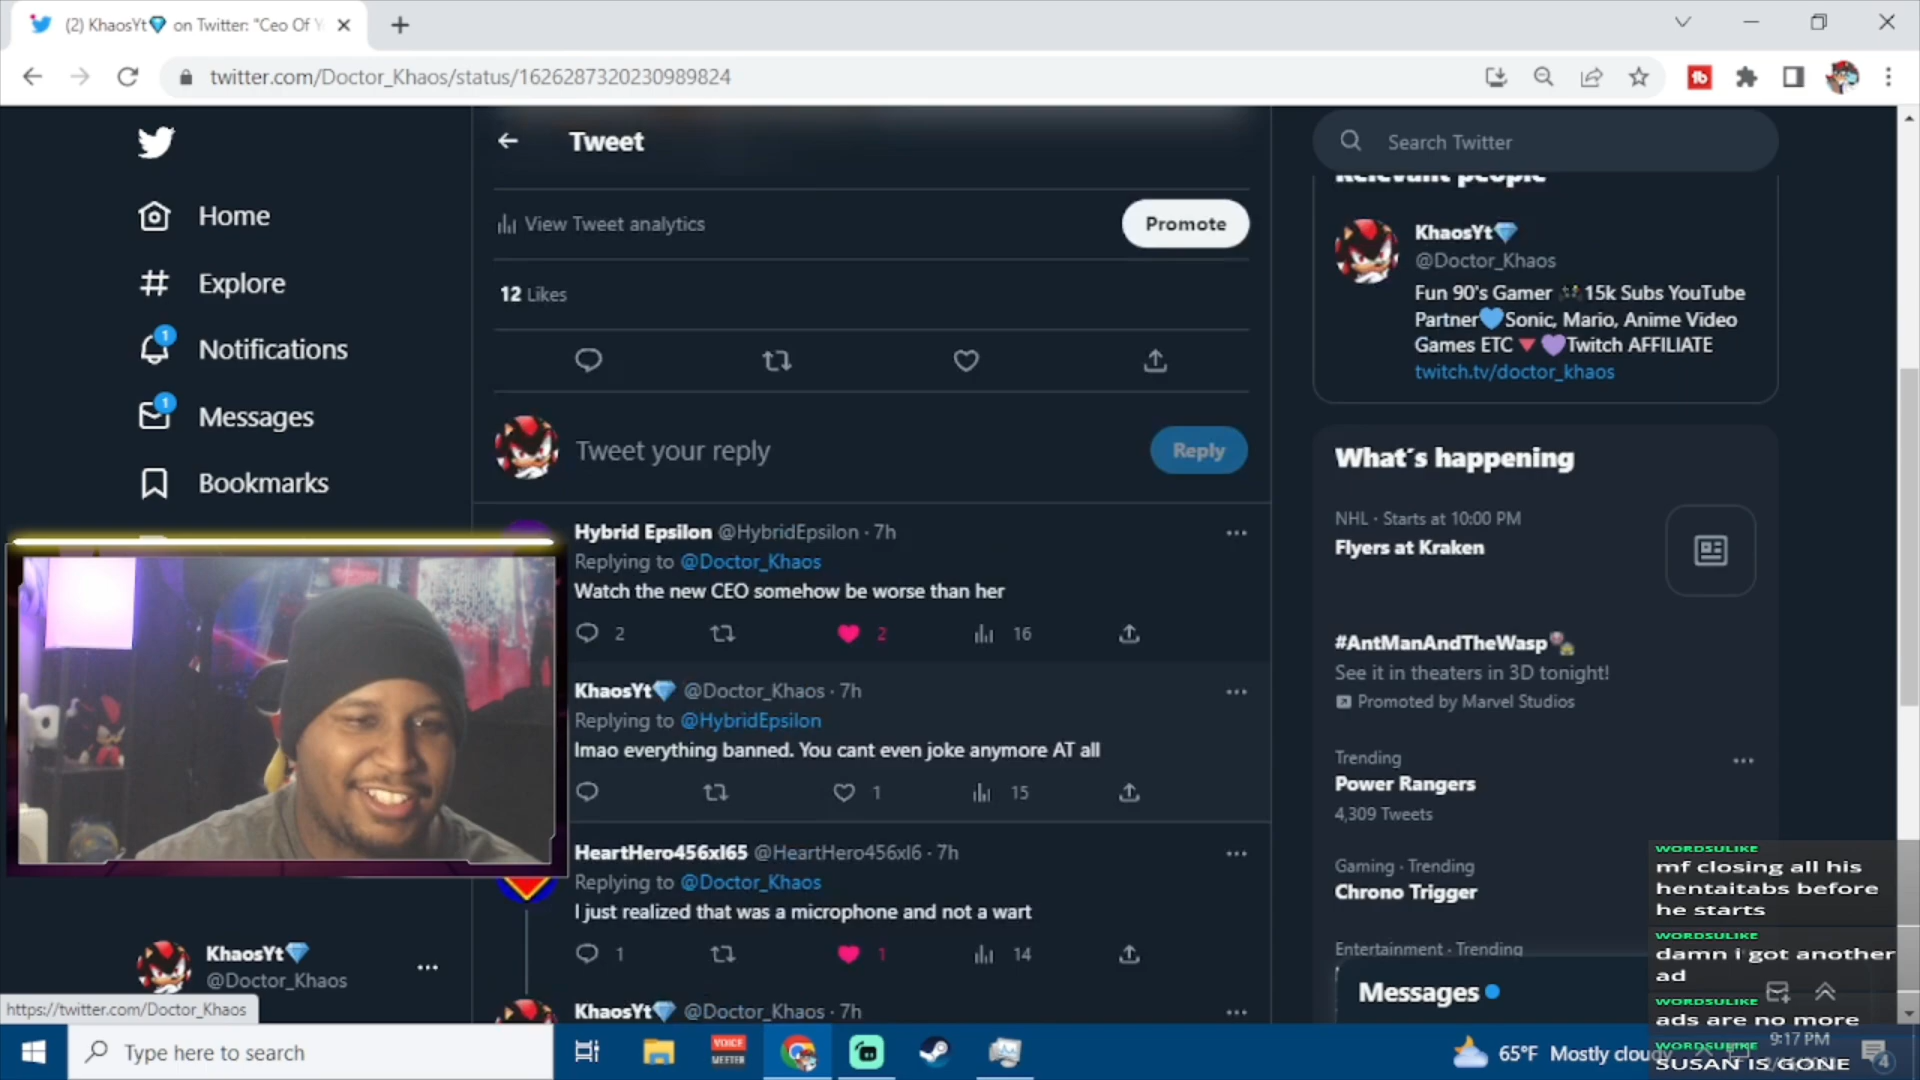 (2) KhaosYt💎 on Twitter: "Ceo Of Y
twitter.com/Doctor_Khaos/status/1626287320230989824
Home
Explore
1
Notifications
1
Messages
Bookmarks
KhaosYt💎
@Doctor_Khaos
https://twitter.com/Doctor_Khaos
Tweet
View Tweet analytics
Promote
12 Likes
Tweet your reply
Reply
Hybrid Epsilon @HybridEpsilon · 7h
Replying to @Doctor_Khaos
Watch the new CEO somehow be worse than her
2 2 16
KhaosYt💎 @Doctor_Khaos · 7h
Replying to @HybridEpsilon
lmao everything banned. You cant even joke anymore AT all
1 15
HeartHero456xl65 @HeartHero456xl6 · 7h
Replying to @Doctor_Khaos
I just realized that was a microphone and not a wart
1 1 14
KhaosYt💎 @Doctor_Khaos · 7h
Search Twitter
Relevant people
KhaosYt💎
@Doctor_Khaos
Fun 90's Gamer 🎮15k Subs YouTube
Partner💙Sonic, Mario, Anime Video
Games ETC🔻💜Twitch AFFILIATE
twitch.tv/doctor_khaos
What's happening
NHL · Starts at 10:00 PM
Flyers at Kraken
#AntManAndTheWasp
See it in theaters in 3D tonight!
Promoted by Marvel Studios
Trending
Power Rangers
4,309 Tweets
Gaming · Trending
Chrono Trigger
Entertainment · Trending
Messages
WORDSULIKE
mf closing all his
hentaitabs before
he starts
WORDSULIKE
damn i got another
ad
WORDSULIKE
ads are no more
WORDSULIKE
SUSAN IS GONE
Type here to search
VOICE
MEETER
65°F Mostly cloudy
9:17 PM
4